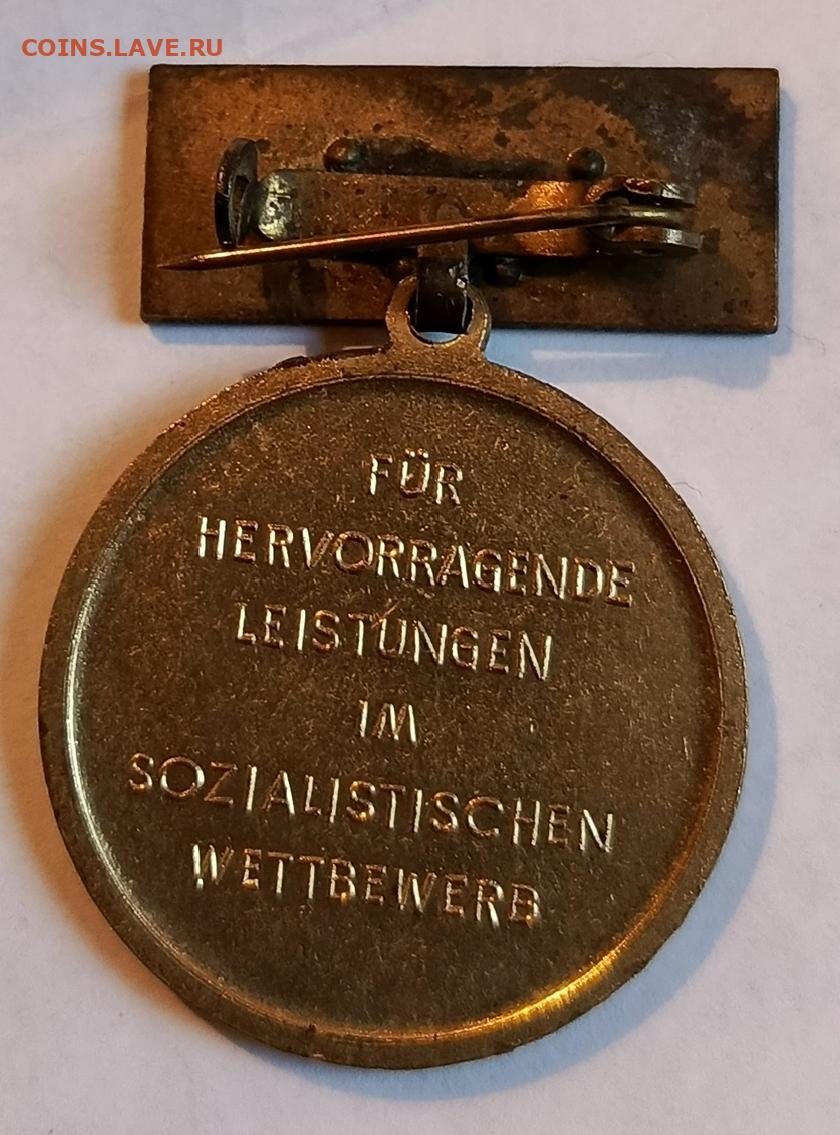 COINS.LAVE.RU
FÜR
HERVORRAGENDE
LEISTUNGEN
IM
SOZIALISTISCHEN
WETTBEWERB